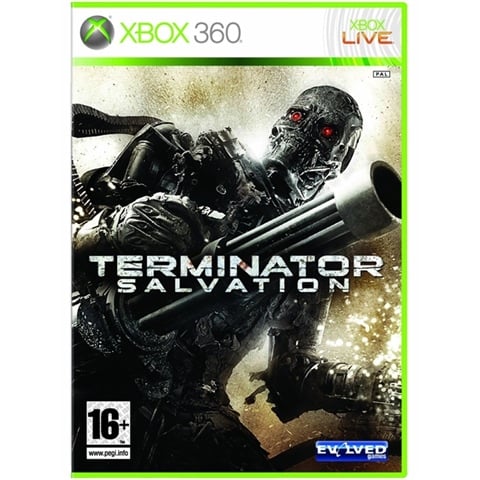 XBOX 360.
XBOX
LIVE
PAL
TERMINATOR
SALVATION
16+
www.pegi.info
EVOLVED
games